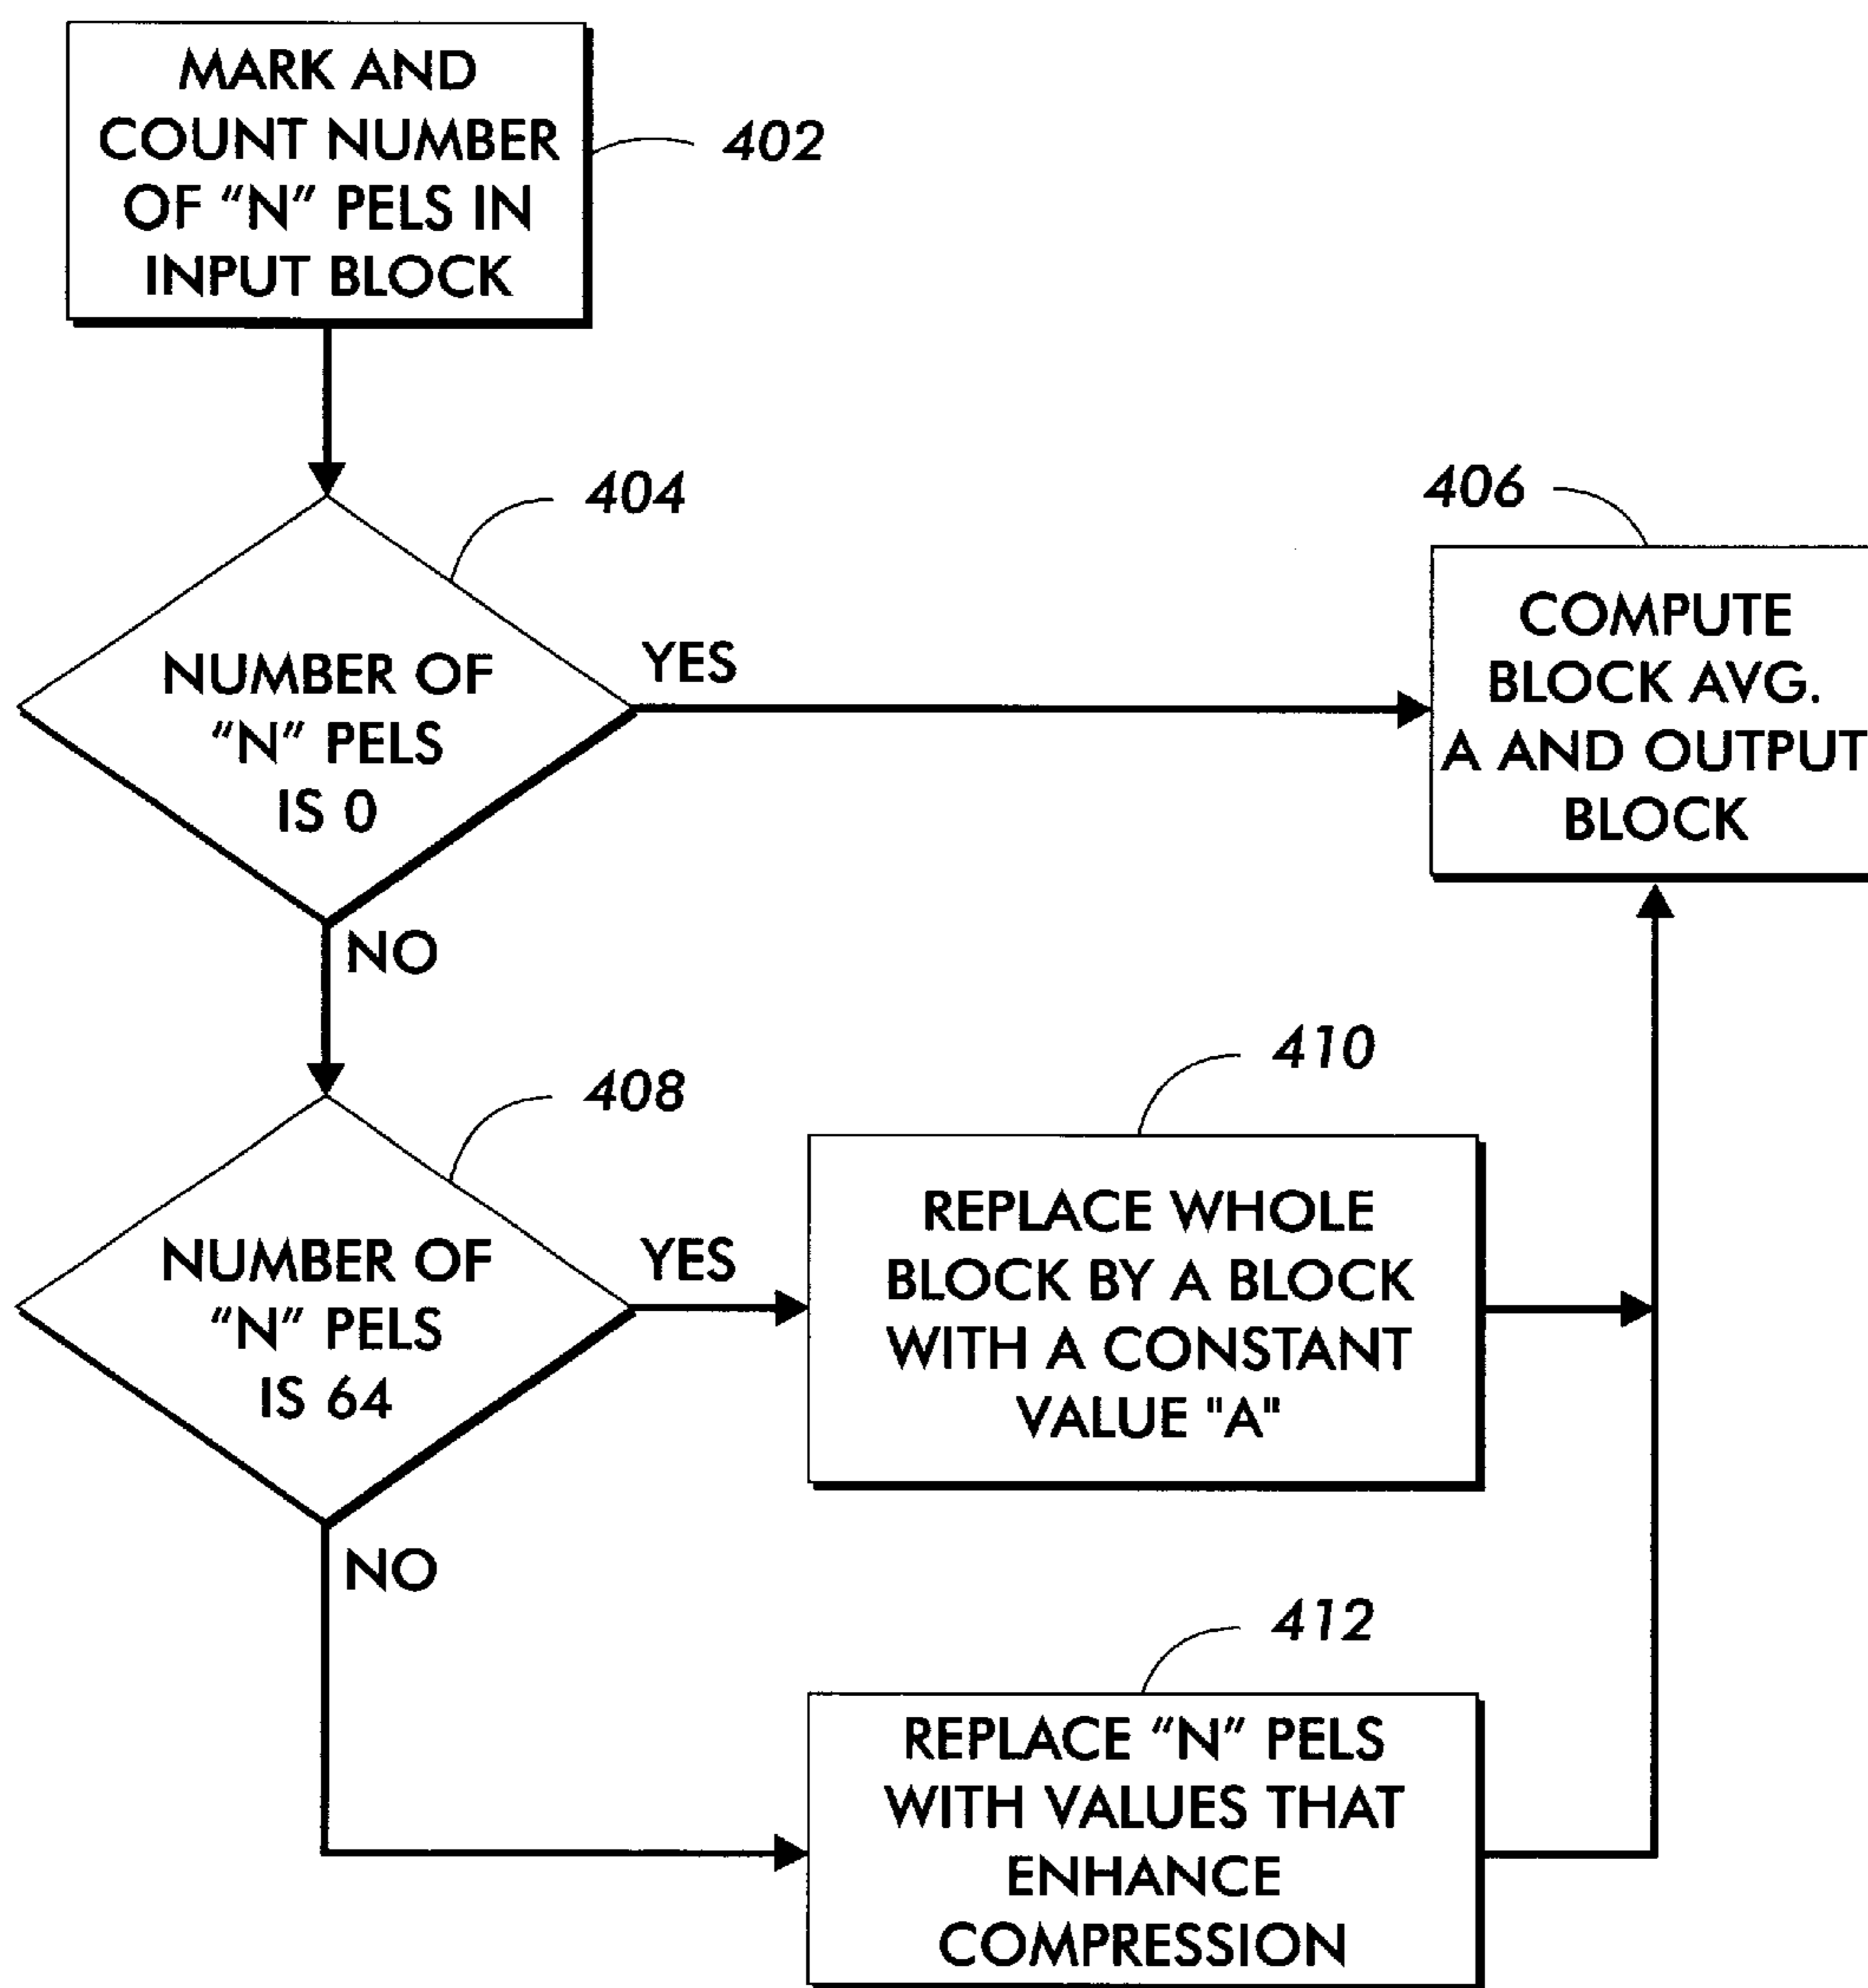 MARK AND
COUNT NUMBER
OF “N” PELS IN
INPUT BLOCK
402
404
NUMBER OF
“N” PELS
IS 0
YES
NO
406
COMPUTE
BLOCK AVG.
A AND OUTPUT
BLOCK
408
NUMBER OF
“N” PELS
IS 64
YES
NO
410
REPLACE WHOLE
BLOCK BY A BLOCK
WITH A CONSTANT
VALUE "A"
412
REPLACE “N” PELS
WITH VALUES THAT
ENHANCE
COMPRESSION